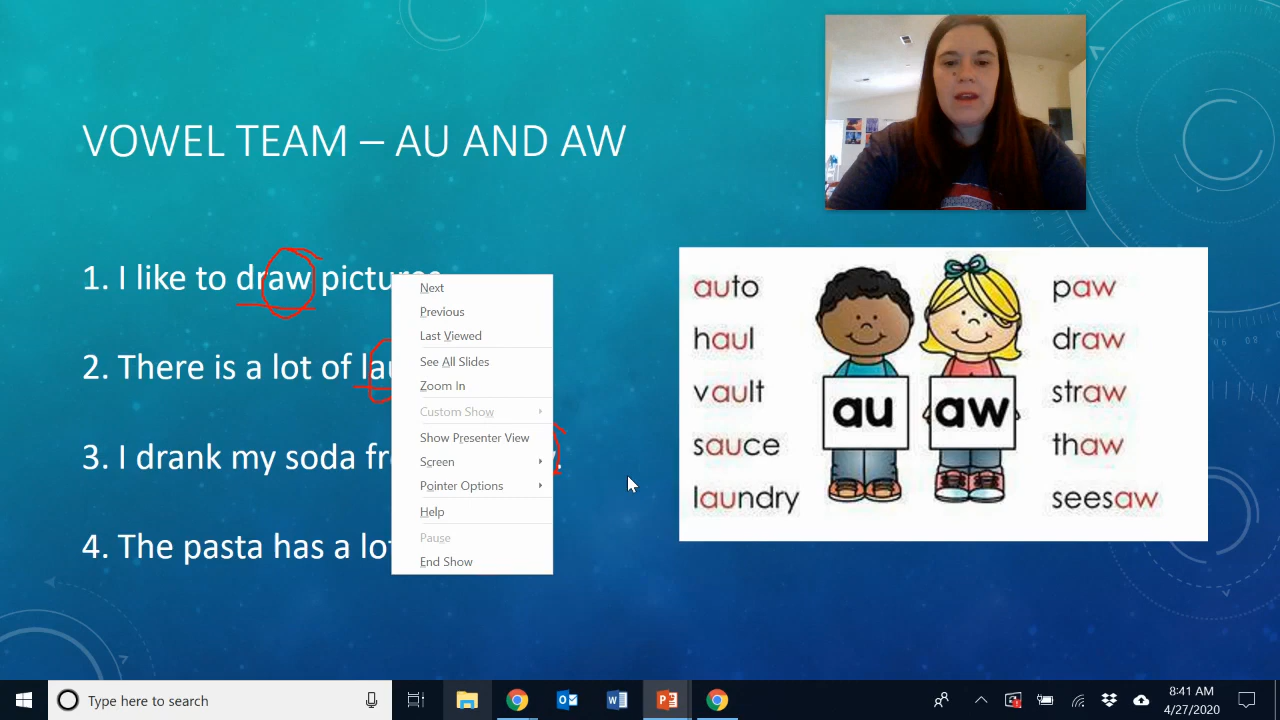 VOWEL TEAM – AU AND AW
1. I like to draw pictures.
2. There is a lot of lau
3. I drank my soda fr .
4. The pasta has a lot
Next
Previous
Last Viewed
See All Slides
Zoom In
Custom Show
Show Presenter View
Screen
Pointer Options
Help
Pause
End Show
auto
haul
vault
sauce
laundry
au
aw
paw
draw
straw
thaw
seesaw
Type here to search
8:41 AM
4/27/2020